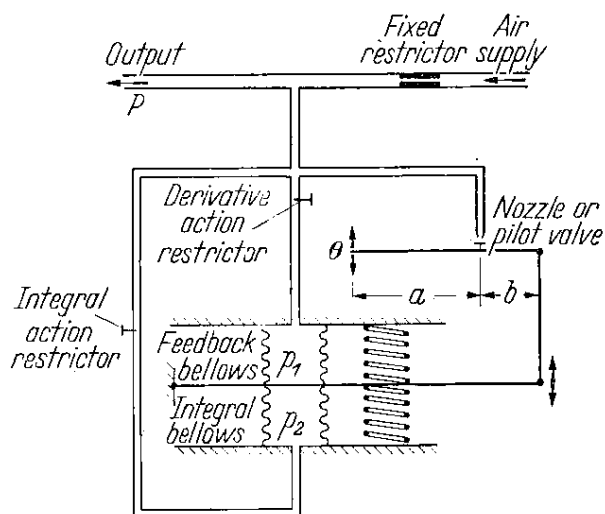 Output
Fixed
restrictor
Air
supply
P
Derivative
action
restrictor
Nozzle or
pilot valve
θ
a
b
Integral
action
restrictor
Feedback
bellows
p₁
Integral
bellows
p₂